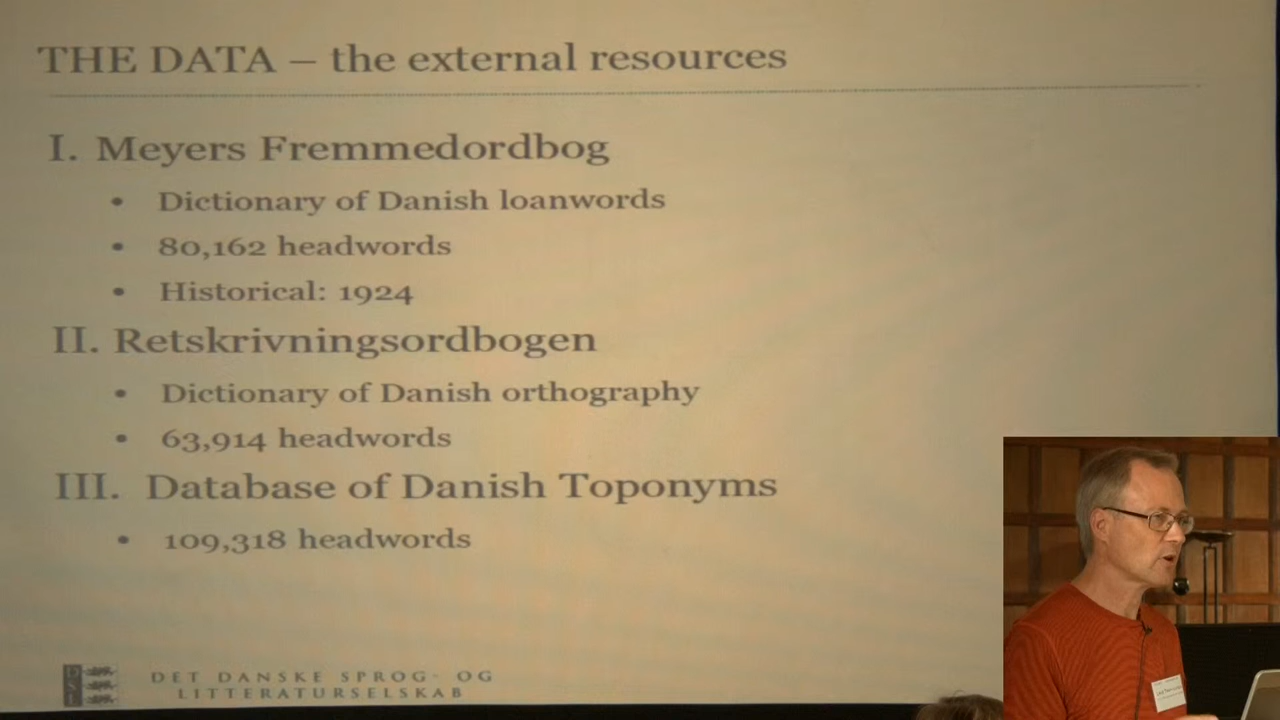 THE DATA – the external resources
I. Meyers Fremmedordbog
• Dictionary of Danish loanwords
• 80,162 headwords
• Historical: 1924
II. Retskrivningsordbogen
• Dictionary of Danish orthography
• 63,914 headwords
III. Database of Danish Toponyms
• 109,318 headwords
DSL
DET DANSKE SPROG- OG
LITTERATURSELSKAB